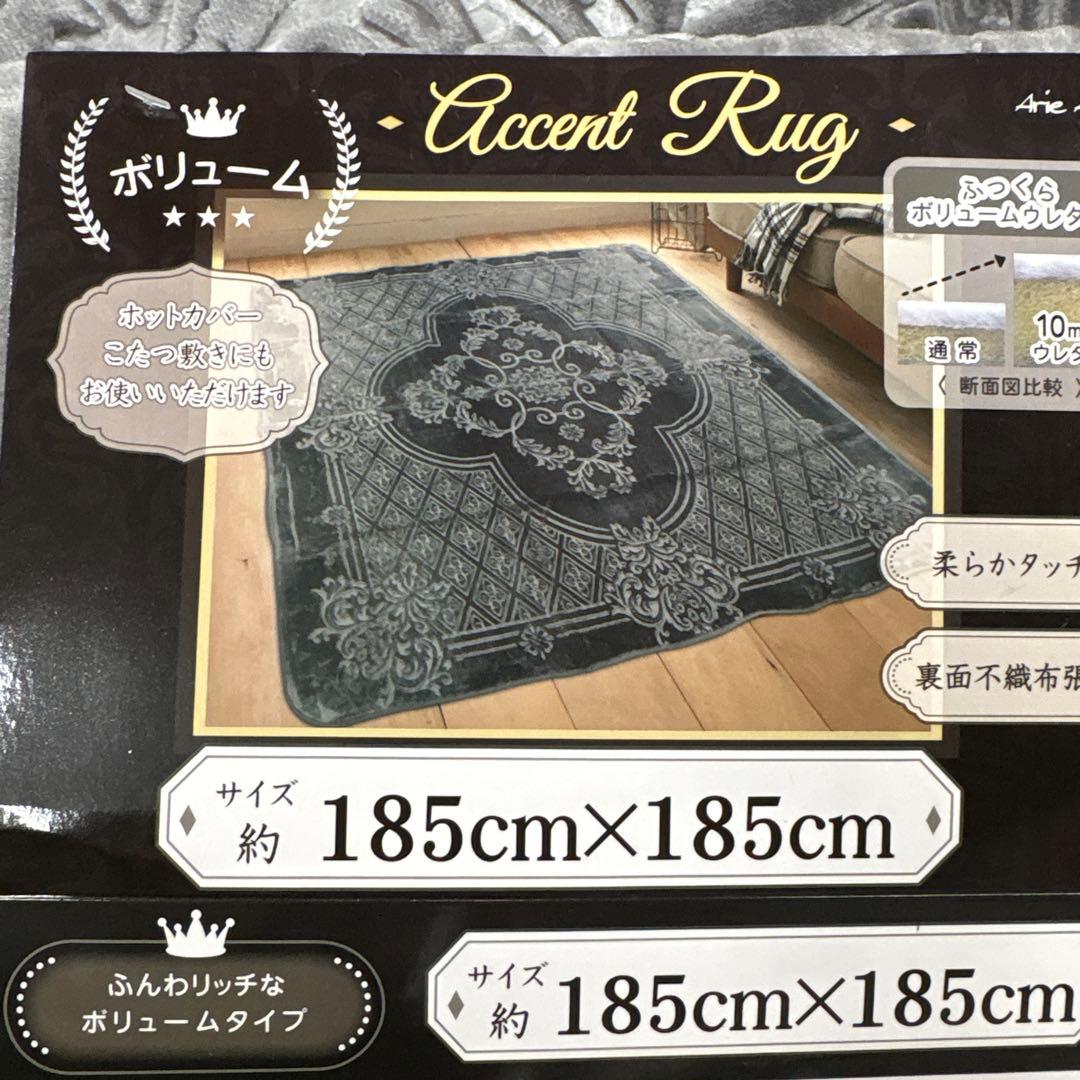 Accent Rug
Arie
ボリューム
★★★
ホットカバー
こたつ敷きにも
お使いいただけます
ふつくら
ボリュームウレタ
通常
10m
ウレタ
〈 断面図比較 〉
柔らかタッチ
裏面不織布張
サイズ
約 185cm×185cm
ふんわリッチな
ボリュームタイプ
サイズ
約 185cm×185cm